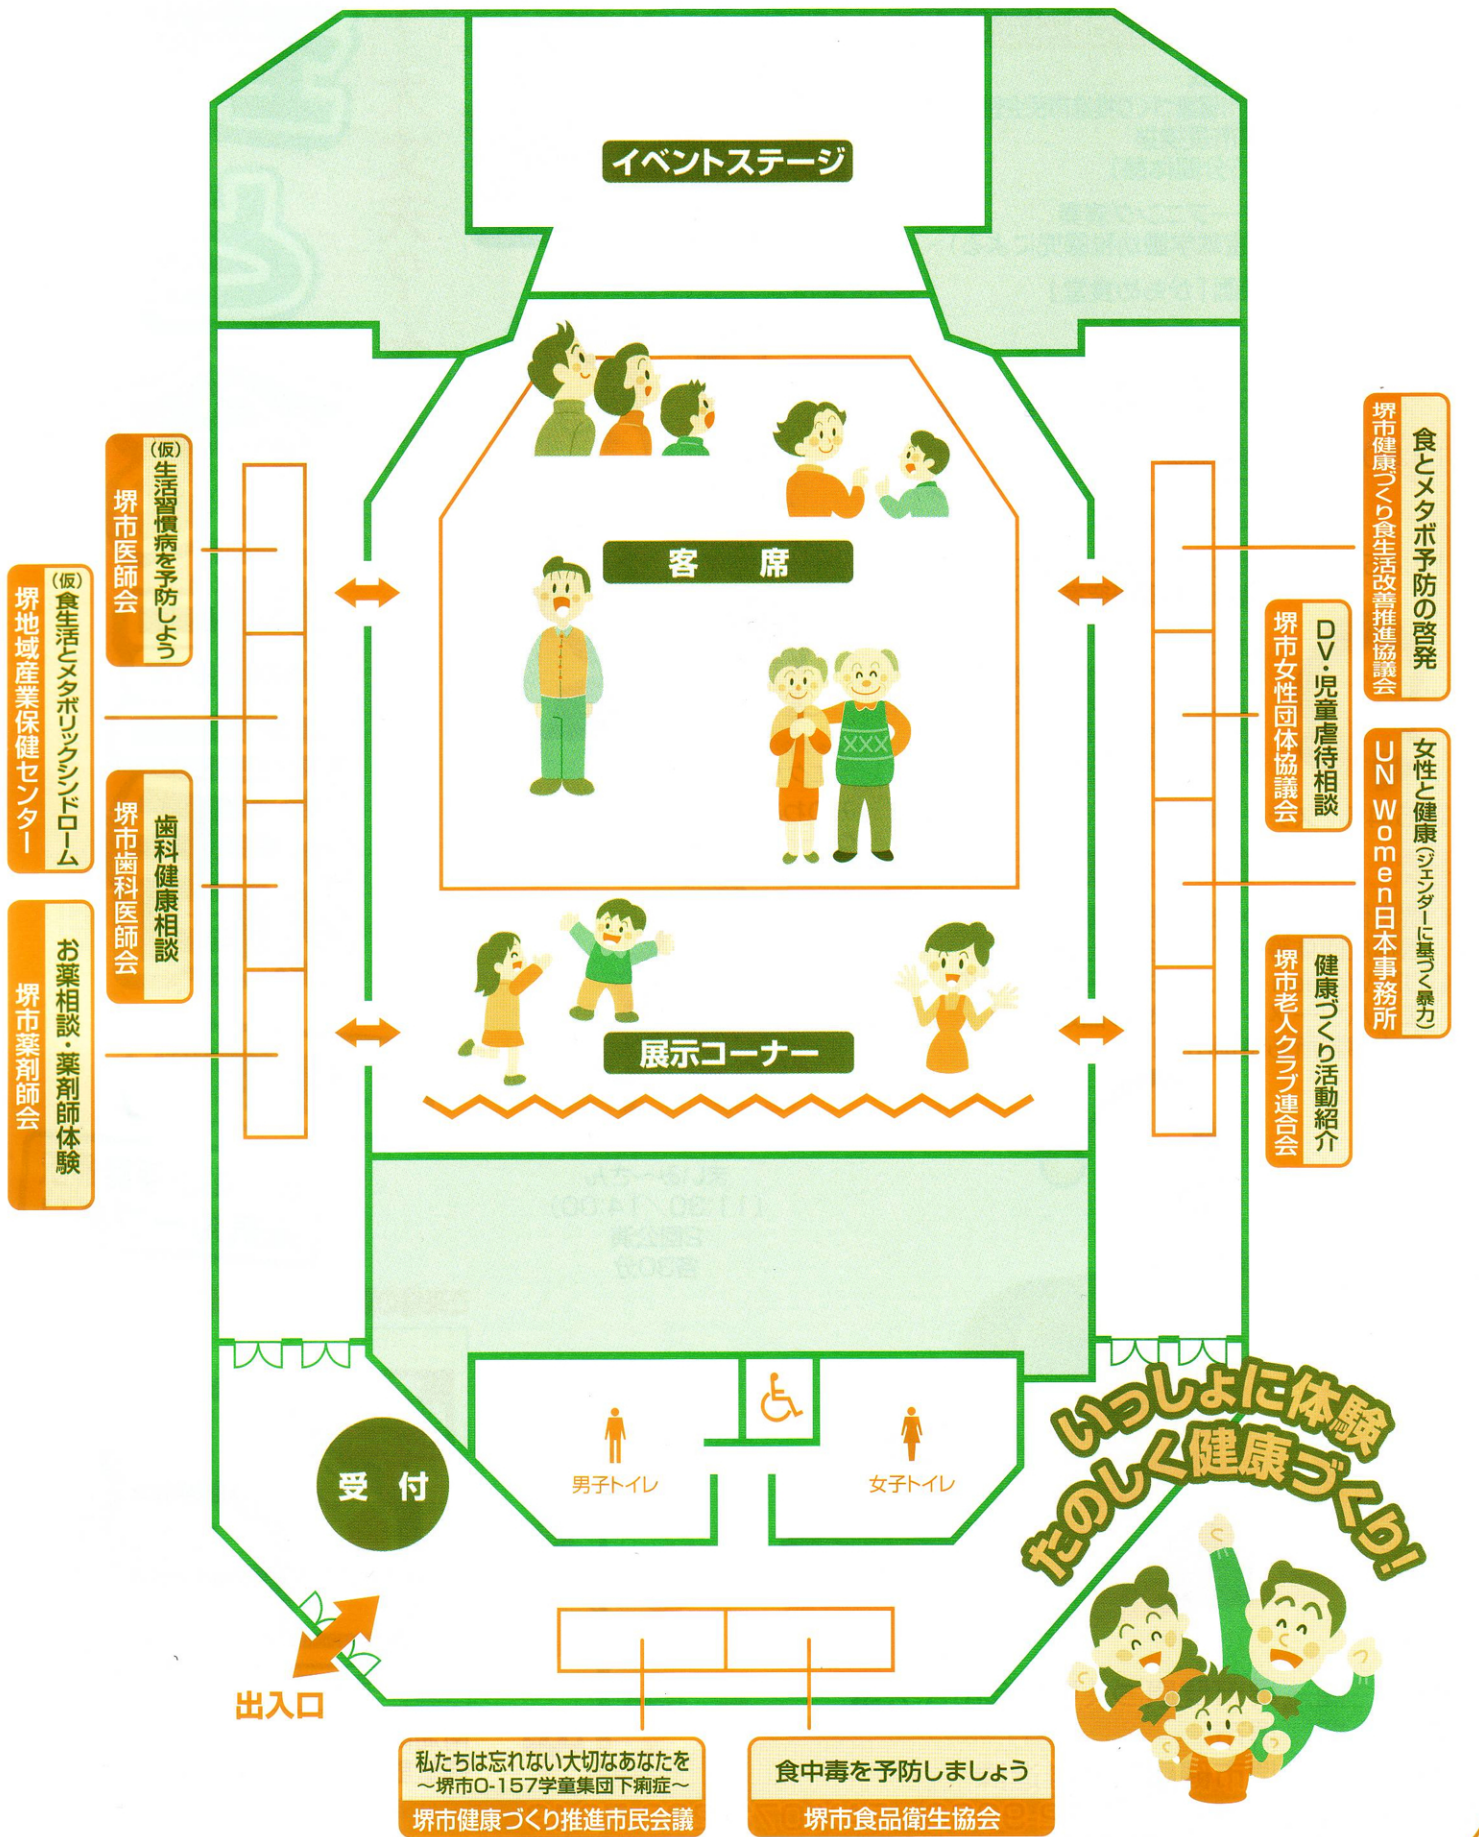 イベントステージ
客席
展示コーナー
(仮)生活習慣病を予防しよう
堺市医師会
(仮)食生活とメタボリックシンドローム
堺地域産業保健センター
歯科健康相談
堺市歯科医師会
お薬相談・薬剤師体験
堺市薬剤師会
食とメタボ予防の啓発
堺市健康づくり食生活改善推進協議会
DV・児童虐待相談
堺市女性団体協議会
女性と健康(ジェンダーに基づく暴力)
UN Women日本事務所
健康づくり活動紹介
堺市老人クラブ連合会
男子トイレ
女子トイレ
受付
出入口
いっしょに体験
たのしく健康づくり!
私たちは忘れない大切なあなたを
～堺市O-157学童集団下痢症～
堺市健康づくり推進市民会議
食中毒を予防しましょう
堺市食品衛生協会